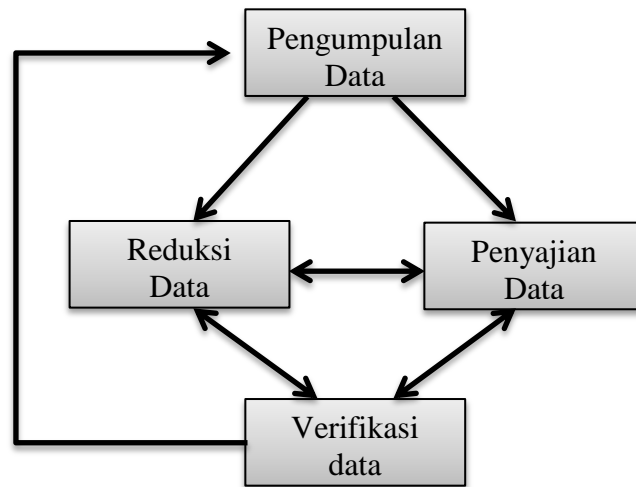 Pengumpulan
Data
Reduksi
Data
Penyajian
Data
Verifikasi
data